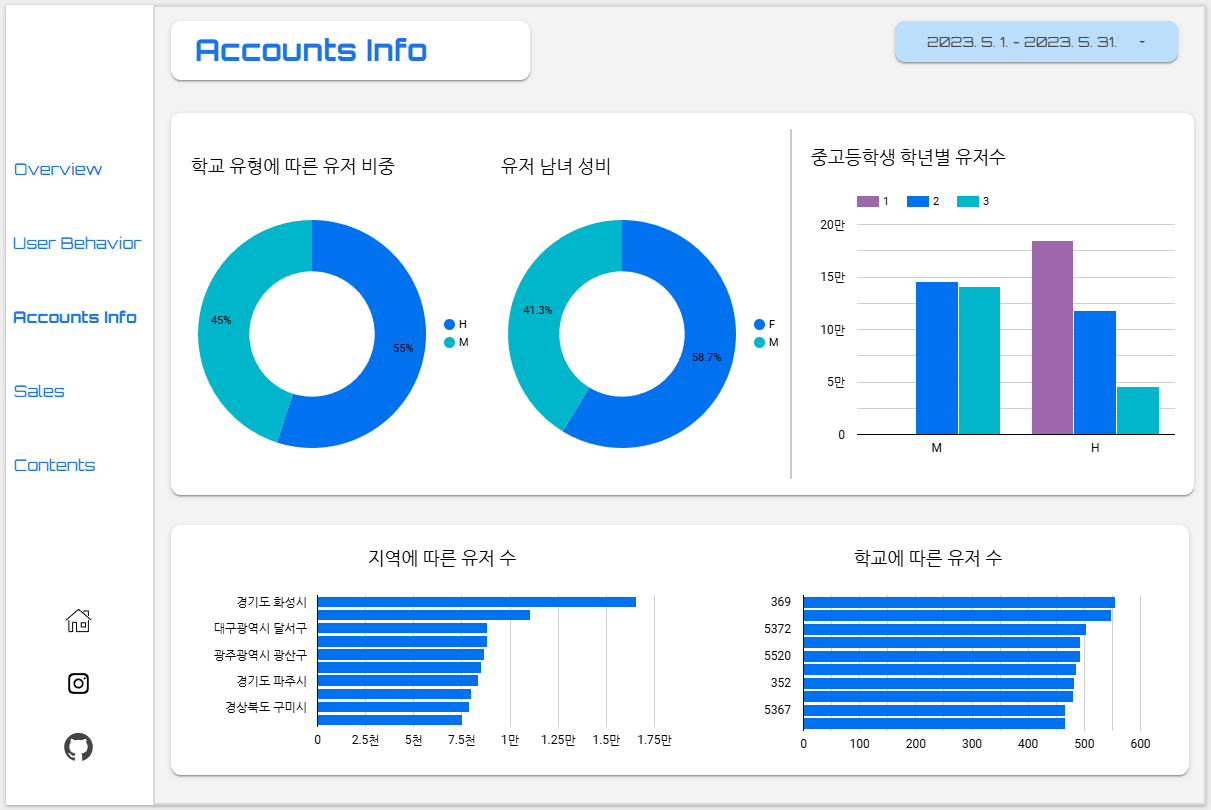 Accounts Info
2023. 5. 1. - 2023. 5. 31.
Overview
User Behavior
Accounts Info
Sales
Contents
학교 유형에 따른 유저 비중
45%
55%
H
M
유저 남녀 성비
41.3%
58.7%
F
M
중고등학생 학년별 유저수
1 2 3
20만
15만
10만
5만
0
M H
지역에 따른 유저 수
경기도 화성시
대구광역시 달서구
광주광역시 광산구
경기도 파주시
경상북도 구미시
0 2.5천 5천 7.5천 1만 1.25만 1.5만 1.75만
학교에 따른 유저 수
369
5372
5520
352
5367
0 100 200 300 400 500 600